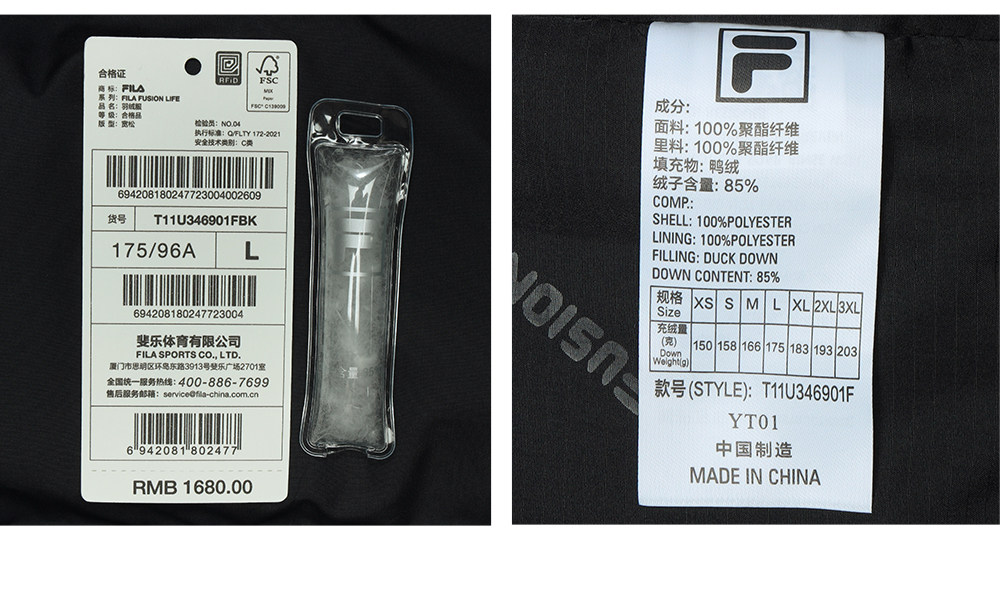 合格证
商 标: FILA
系 列: FILA FUSION LIFE
品 名: 羽绒服
等 级: 合格品
版 型: 宽松
RFiD
FSC
MIX
Paper
FSC® C139009
检验员: NO.04
执行标准: Q/FLTY 172-2021
安全技术类别: C类
694208180247723004002609
货号 T11U346901FBK
175/96A L
694208180247723004
斐乐体育有限公司
FILA SPORTS CO., LTD.
厦门市思明区环岛东路3913号斐乐广场2701室
全国统一服务热线: 400-886-7699
售后服务邮箱: service@fila-china.com.cn
6 942081 802477
RMB 1680.00
含量
FUSION
F
成分:
面料: 100%聚酯纤维
里料: 100%聚酯纤维
填充物: 鸭绒
绒子含量: 85%
COMP.:
SHELL: 100%POLYESTER
LINING: 100%POLYESTER
FILLING: DUCK DOWN
DOWN CONTENT: 85%
规格 Size XS S M L XL 2XL 3XL
充绒量(克) Down Weight(g) 150 158 166 175 183 193 203
款号(STYLE): T11U346901F
YT01
中国制造
MADE IN CHINA